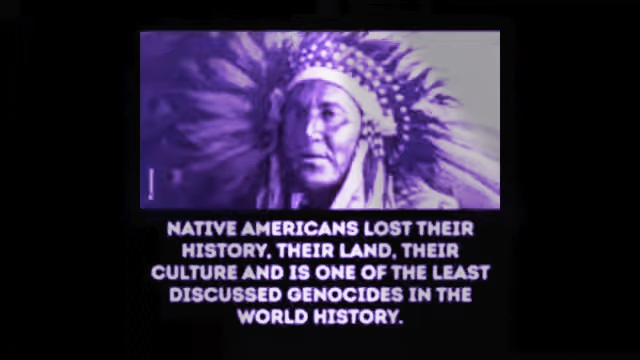 NATIVE AMERICANS LOST THEIR
HISTORY, THEIR LAND, THEIR
CULTURE AND IS ONE OF THE LEAST
DISCUSSED GENOCIDES IN THE
WORLD HISTORY.